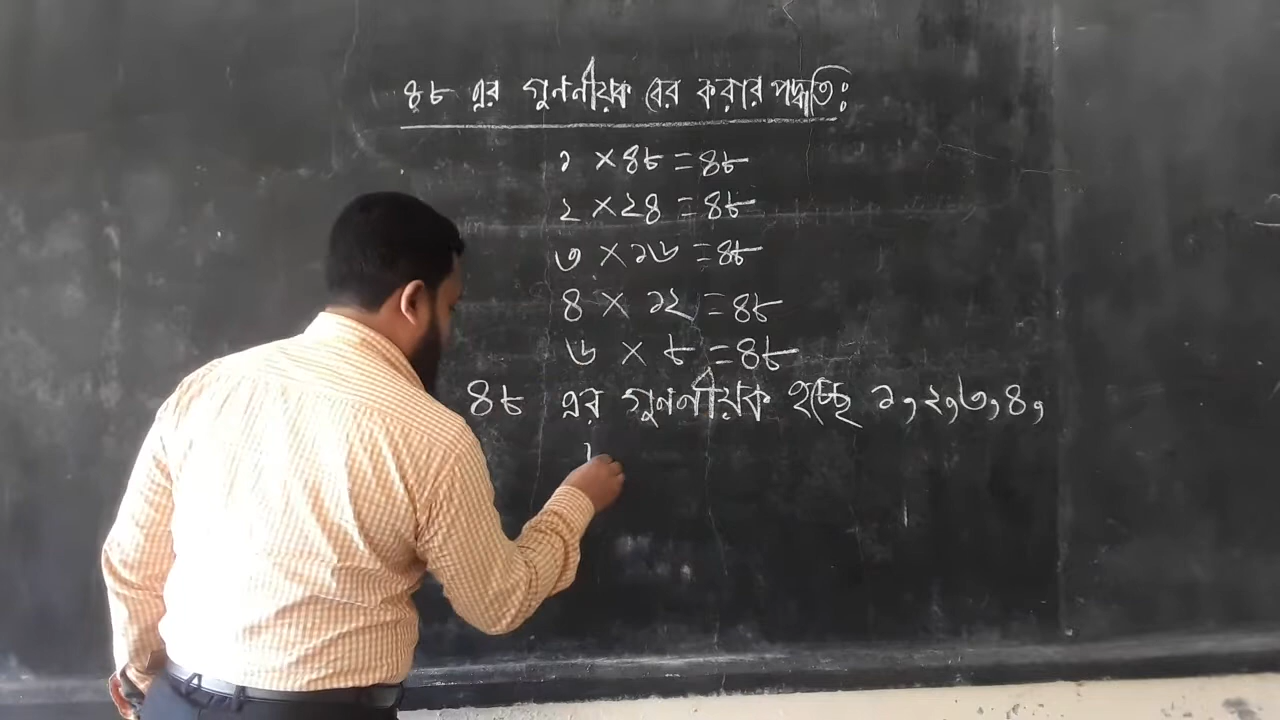 ৪৮ এর গুননীয়ক বের করার পদ্ধতিঃ
১ × ৪৮ = ৪৮
২ × ২৪ = ৪৮
৩ × ১৬ = ৪৮
৪ × ১২ = ৪৮
৬ × ৮ = ৪৮
৪৮ এর গুননীয়ক হচ্ছে ১, ২, ৩, ৪,